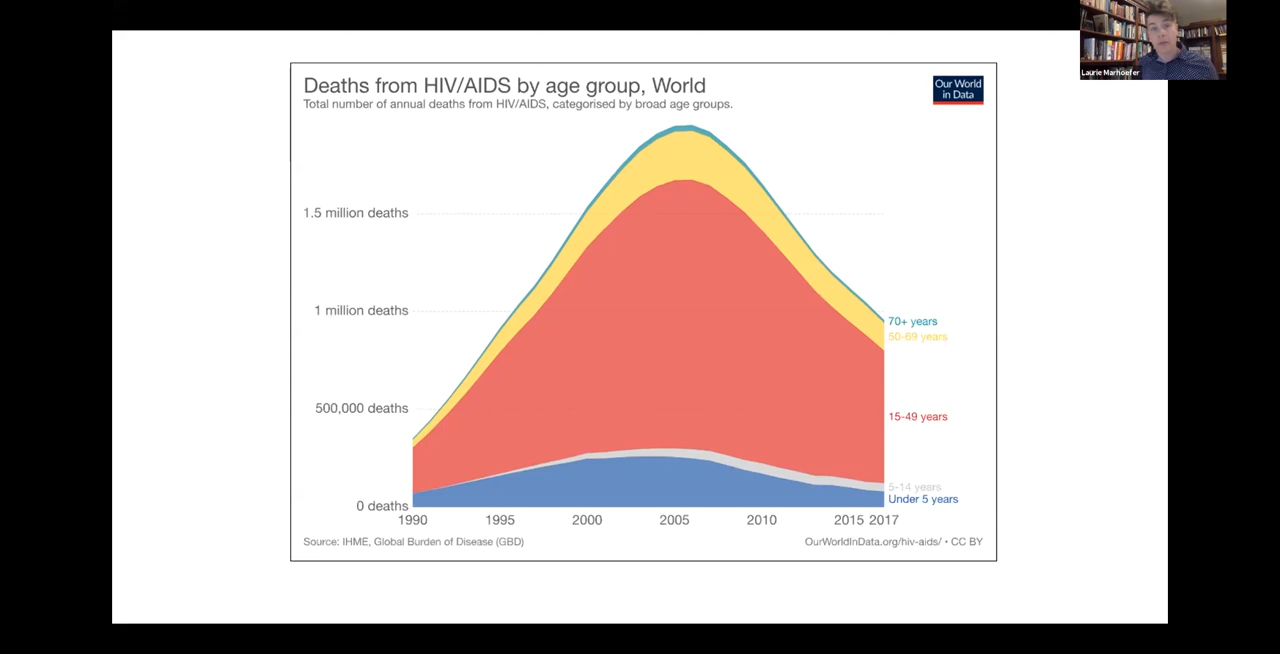 Laurie Marhoefer
Deaths from HIV/AIDS by age group, World
Total number of annual deaths from HIV/AIDS, categorised by broad age groups.
Our World
in Data
1.5 million deaths
1 million deaths
500,000 deaths
0 deaths
70+ years
50-69 years
15-49 years
5-14 years
Under 5 years
1990 1995 2000 2005 2010 2015 2017
Source: IHME, Global Burden of Disease (GBD)
OurWorldInData.org/hiv-aids/ • CC BY